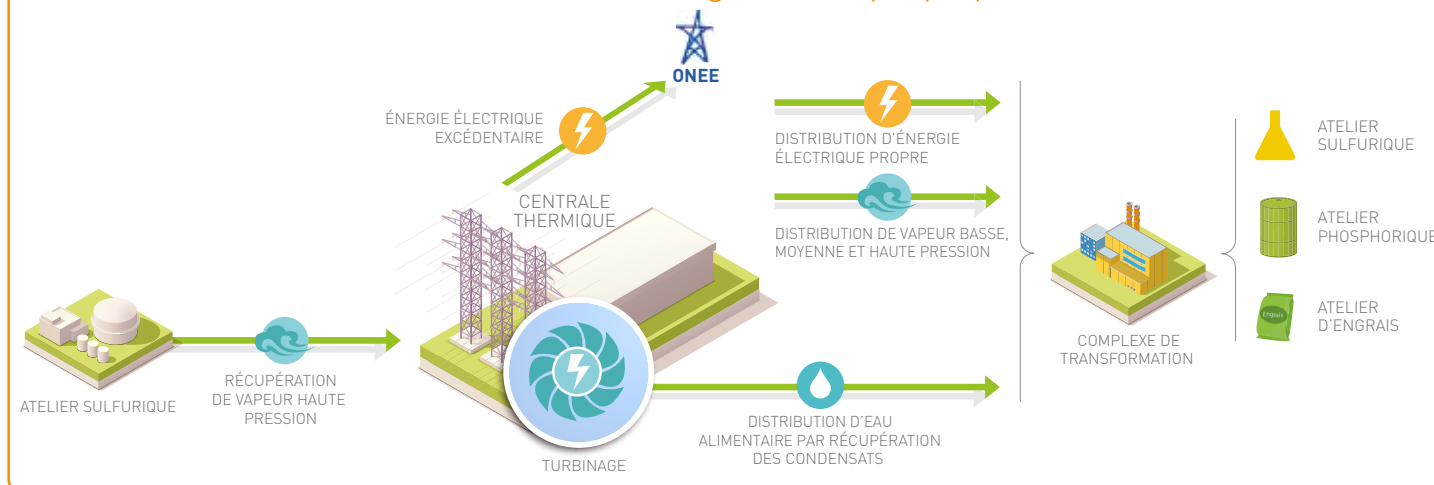 ONEE
ÉNERGIE ÉLECTRIQUE
EXCÉDENTAIRE
CENTRALE
THERMIQUE
DISTRIBUTION D'ÉNERGIE
ÉLECTRIQUE PROPRE
DISTRIBUTION DE VAPEUR BASSE,
MOYENNE ET HAUTE PRESSION
ATELIER SULFURIQUE
RÉCUPÉRATION
DE VAPEUR HAUTE
PRESSION
TURBINAGE
DISTRIBUTION D'EAU
ALIMENTAIRE PAR RÉCUPÉRATION
DES CONDENSATS
COMPLEXE DE
TRANSFORMATION
ATELIER
SULFURIQUE
ATELIER
PHOSPHORIQUE
Engrais
ATELIER
D'ENGRAIS